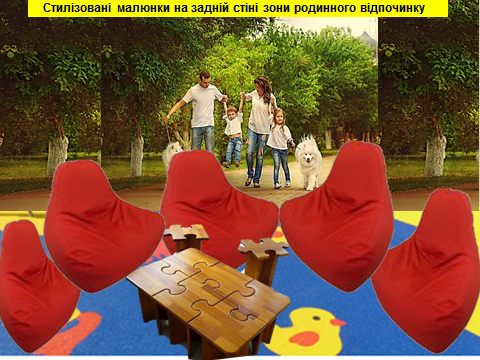 Стилізовані малюнки на задній стіні зони родинного відпочинку